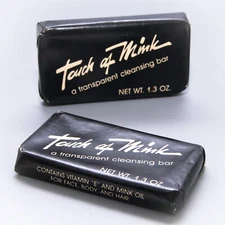 Touch of Mink
a transparent cleansing bar
NET WT. 1.3 OZ.
Touch of Mink
a transparent cleansing bar
NET WT. 1.3 OZ.
CONTAINS VITAMIN "E" AND MINK OIL
FOR FACE, BODY, AND HAIR